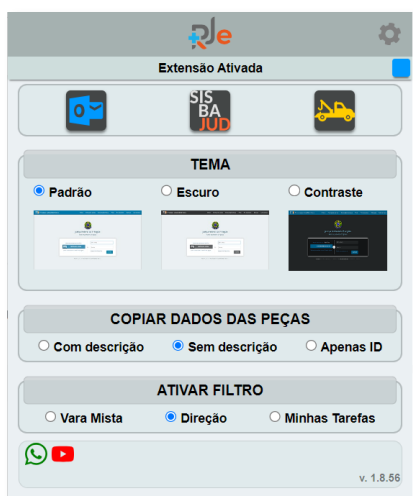 PJe
Extensão Ativada
SIS
BA
JUD
TEMA
Padrão Escuro Contraste
COPIAR DADOS DAS PEÇAS
Com descrição Sem descrição Apenas ID
ATIVAR FILTRO
Vara Mista Direção Minhas Tarefas
v. 1.8.56